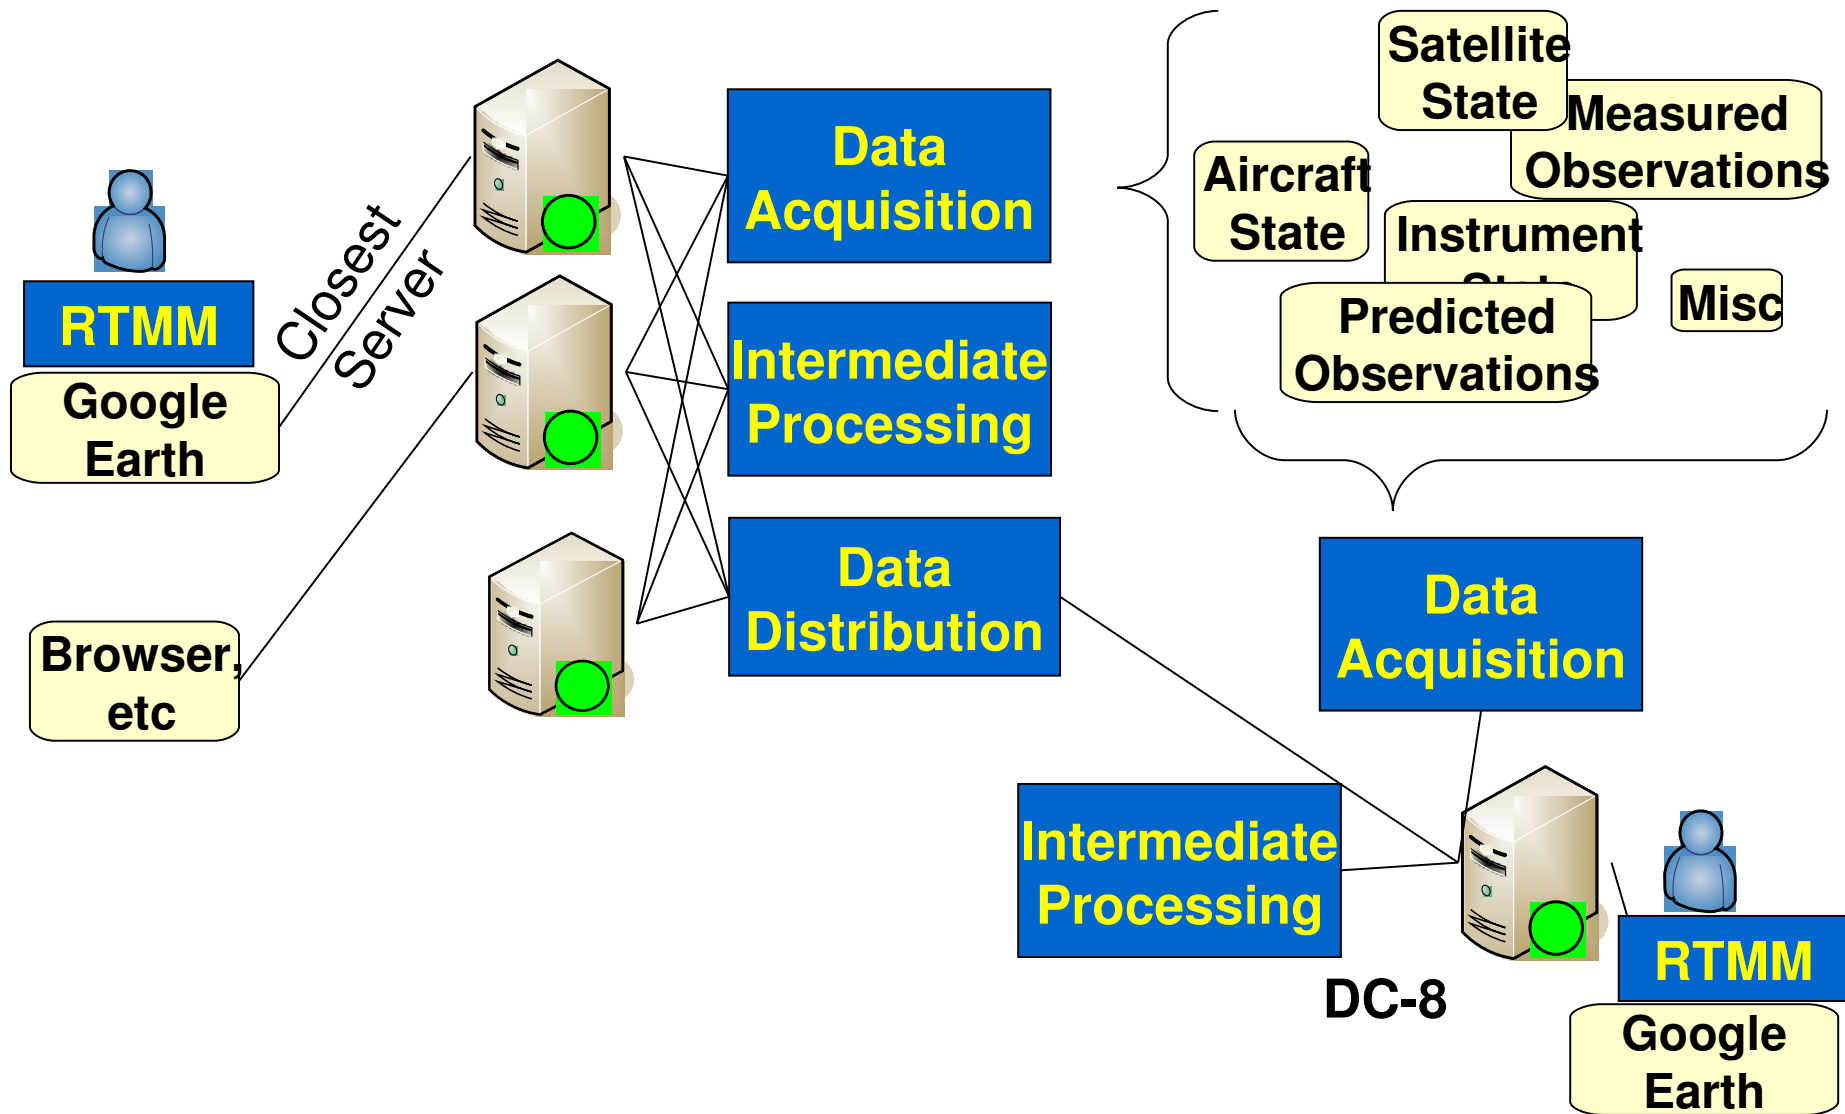 Satellite
State
Measured
Observations
Aircraft
State
Instrument
State
Predicted
Observations
Misc
Data
Acquisition
RTMM
Google
Earth
Closest
Server
Intermediate
Processing
Data
Distribution
Browser,
etc
Data
Acquisition
Intermediate
Processing
DC-8
RTMM
Google
Earth